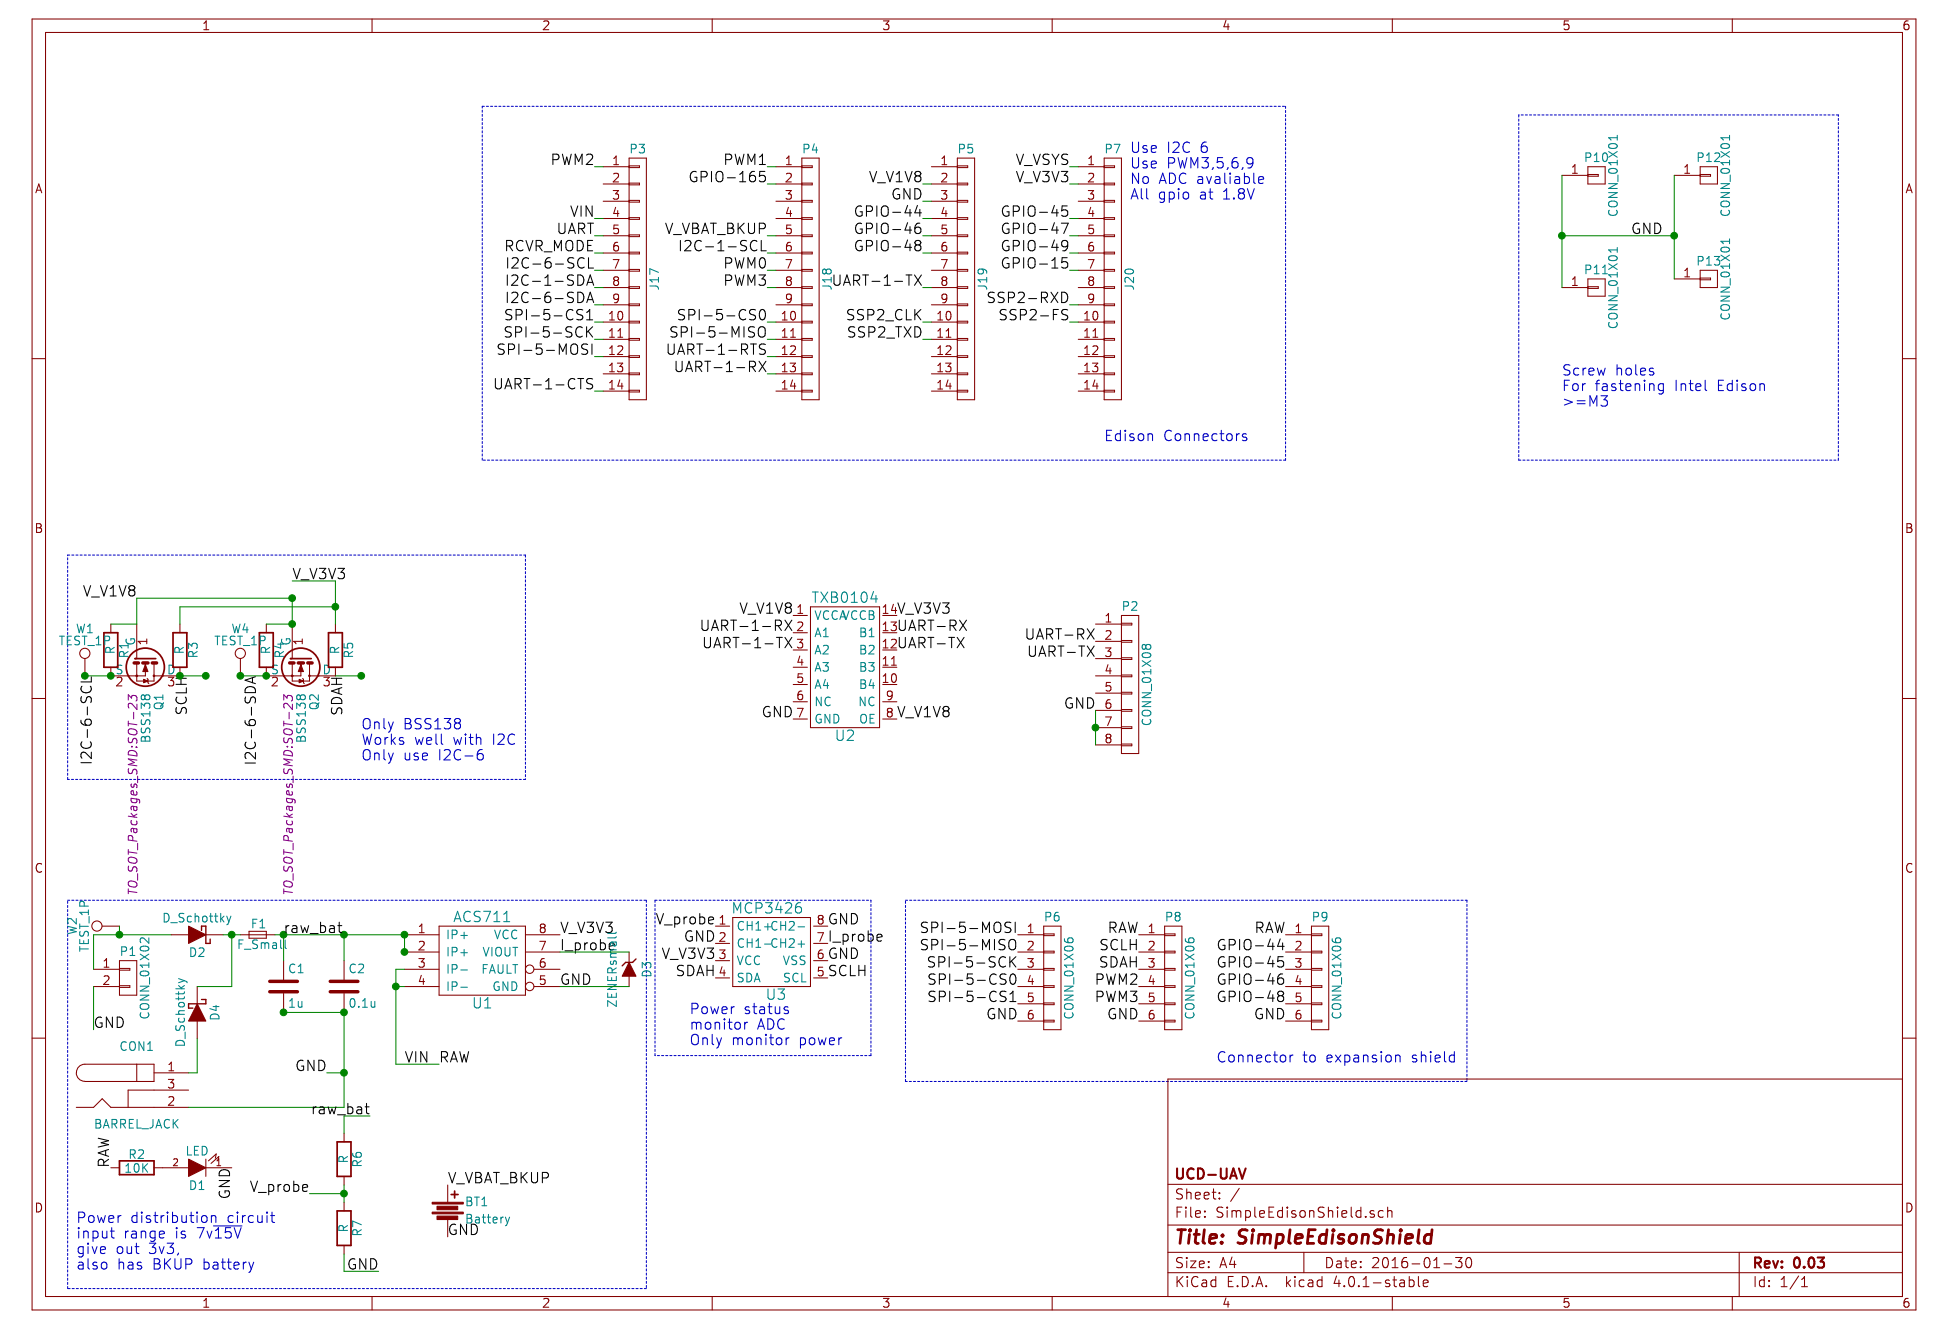 1 2 3 4 5 6
A A
B B
C C
D D
P3
PWM2 1
2
3
VIN 4
UART 5
RCVR_MODE 6
I2C-6-SCL 7
I2C-1-SDA 8
I2C-6-SDA 9
SPI-5-CS1 10
SPI-5-SCK 11
SPI-5-MOSI 12
13
UART-1-CTS 14
J17
P4
PWM1 1
GPIO-165 2
3
4
V_VBAT_BKUP 5
I2C-1-SCL 6
PWM0 7
PWM3 8
9
SPI-5-CS0 10
SPI-5-MISO 11
UART-1-RTS 12
UART-1-RX 13
14
J18
P5
1
V_V1V8 2
GND 3
GPIO-44 4
GPIO-46 5
GPIO-48 6
7
UART-1-TX 8
9
SSP2_CLK 10
SSP2_TXD 11
12
13
14
J19
P7
V_VSYS 1
V_V3V3 2
3
GPIO-45 4
GPIO-47 5
GPIO-49 6
GPIO-15 7
8
SSP2-RXD 9
SSP2-FS 10
11
12
13
14
J20
Use I2C 6
Use PWM3,5,6,9
No ADC avaliable
All gpio at 1.8V
Edison Connectors
P10
1
CONN_01X01
P12
1
CONN_01X01
GND
P11
1
CONN_01X01
P13
1
CONN_01X01
Screw holes
For fastening Intel Edison
>=M3
V_V3V3
V_V1V8
W1
TEST_1P
R R1
G 1
S 2
D 3
R R3
W4
TEST_1P
R R4
G 1
S 2
D 3
R R5
I2C-6-SCL
BSS138
Q1
SCLH
I2C-6-SDA
BSS138
Q2
SDAH
TO_SOT_Packages_SMD:SOT-23
TO_SOT_Packages_SMD:SOT-23
Only BSS138
Works well with I2C
Only use I2C-6
TXB0104
V_V1V8 1 VCCA VCCB 14 V_V3V3
UART-1-RX 2 A1 B1 13 UART-RX
UART-1-TX 3 A2 B2 12 UART-TX
4 A3 B3 11
5 A4 B4 10
6 NC NC 9
GND 7 GND OE 8 V_V1V8
U2
P2
1
UART-RX 2
UART-TX 3
4
5
GND 6
7
8
CONN_01X08
W2
TEST_1P
D_Schottky
D2
F1
F_Small
raw_bat
P1
1
2
CONN_01X02
GND
D_Schottky
D4
C1
1u
C2
0.1u
ACS711
1 IP+ VCC 8 V_V3V3
2 IP+ VIOUT 7 I_probe
3 IP- FAULT 6
4 IP- GND 5 GND
U1
ZENERsmall
D3
VIN_RAW
CON1
1
3
2
BARREL_JACK
GND
raw_bat
RAW
R2
10K
2 LED 1
D1
GND
R R6
V_probe
R R7
GND
V_VBAT_BKUP
+
BT1
Battery
GND
Power distribution circuit
input range is 7v15V
give out 3v3,
also has BKUP battery
MCP3426
V_probe 1 CH1+ CH2- 8 GND
GND 2 CH1- CH2+ 7 I_probe
V_V3V3 3 VCC VSS 6 GND
SDAH 4 SDA SCL 5 SCLH
U3
Power status
monitor ADC
Only monitor power
P6
SPI-5-MOSI 1
SPI-5-MISO 2
SPI-5-SCK 3
SPI-5-CS0 4
SPI-5-CS1 5
GND 6
CONN_01X06
P8
RAW 1
SCLH 2
SDAH 3
PWM2 4
PWM3 5
GND 6
CONN_01X06
P9
RAW 1
GPIO-44 2
GPIO-45 3
GPIO-46 4
GPIO-48 5
GND 6
CONN_01X06
Connector to expansion shield
UCD-UAV
Sheet: /
File: SimpleEdisonShield.sch
Title: SimpleEdisonShield
Size: A4 Date: 2016-01-30 Rev: 0.03
KiCad E.D.A. kicad 4.0.1-stable Id: 1/1
1 2 3 4 5 6